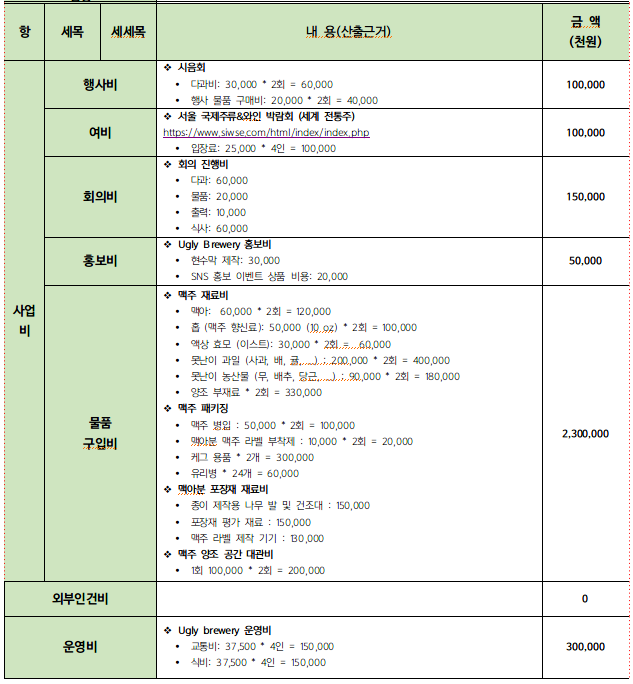 항 세목 세세목 내 용(산출근거) 금 액
(천원)
사업
비
행사비
❖ 시음회
• 다과비: 30,000 * 2회 = 60,000
• 행사 물품 구매비: 20,000 * 2회 = 40,000
100,000
여비
❖ 서울 국제주류&와인 박람회 (세계 전통주)
https://www.siwse.com/html/index/index.php
• 입장료: 25,000 * 4인 = 100,000
100,000
회의비
❖ 회의 진행비
• 다과: 60,000
• 물품: 20,000
• 출력: 10,000
• 식사: 60,000
150,000
홍보비
❖ Ugly Brewery 홍보비
• 현수막 제작: 30,000
• SNS 홍보 이벤트 상품 비용: 20,000
50,000
물품
구입비
❖ 맥주 재료비
• 맥아: 60,000 * 2회 = 120,000
• 홉 (맥주 향신료): 50,000 (10 oz) * 2회 = 100,000
• 액상 효모 (이스트): 30,000 * 2회 = 60,000
• 못난이 과일 (사과, 배, 귤,...) : 200,000 * 2회 = 400,000
• 못난이 농산물 (무, 배추, 당근,...) : 90,000 * 2회 = 180,000
• 양조 부재료 * 2회 = 330,000
❖ 맥주 패키징
• 맥주 병입 : 50,000 * 2회 = 100,000
• 맥아분 맥주 라벨 부착제 : 10,000 * 2회 = 20,000
• 케그 용품 * 2개 = 300,000
• 유리병 * 24개 = 60,000
❖ 맥아분 포장재 재료비
• 종이 제작용 나무 발 및 건조대 : 150,000
• 포장재 평가 재료 : 150,000
• 맥주 라벨 제작 기기 : 130,000
❖ 맥주 양조 공간 대관비
• 1회 100,000 * 2회 = 200,000
2,300,000
외부인건비 0
운영비
❖ Ugly brewery 운영비
• 교통비: 37,500 * 4인 = 150,000
• 식비: 37,500 * 4인 = 150,000
300,000